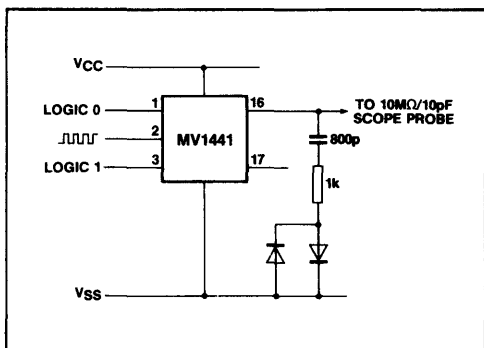 VCC
LOGIC 0
1
16
TO 10MΩ/10pF
SCOPE PROBE
2
MV1441
800p
LOGIC 1
3
17
1k
VSS